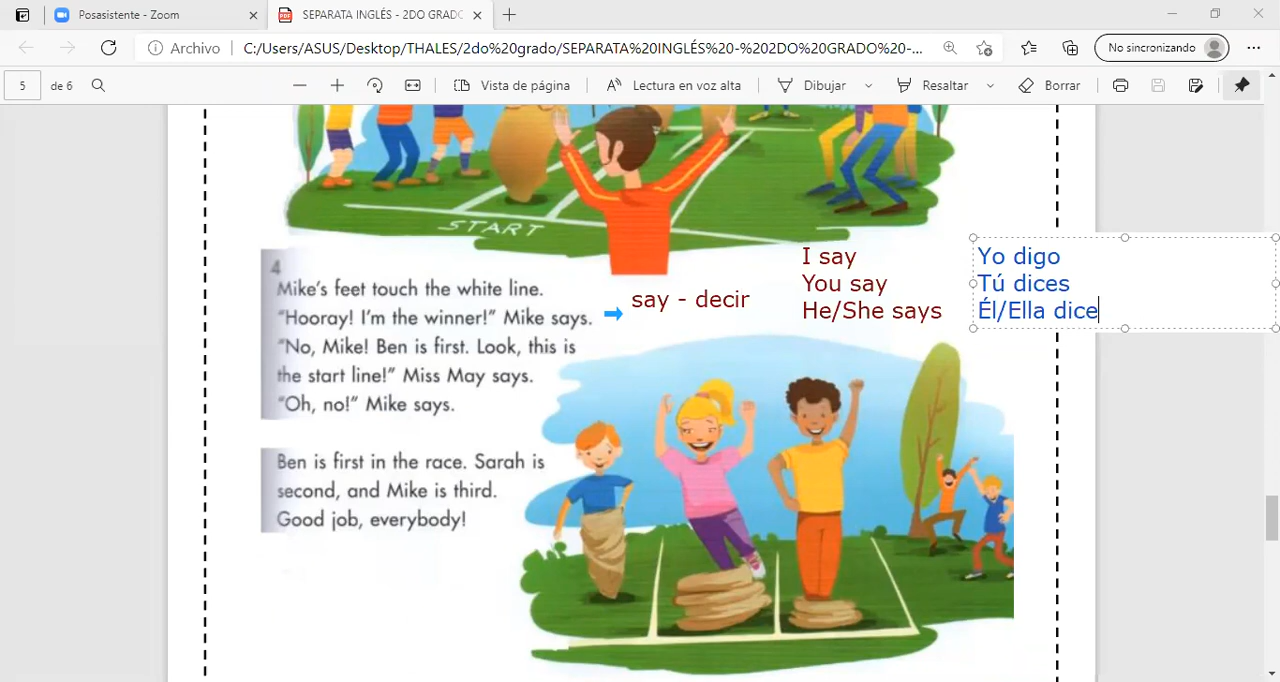 Posasistente - Zoom
SEPARATA INGLÉS - 2DO GRADO
Archivo
C:/Users/ASUS/Desktop/THALES/2do%20grado/SEPARATA%20INGLÉS%20-%202DO%20GRADO%20-...
No sincronizando
5
de 6
Vista de página
Lectura en voz alta
Dibujar
Resaltar
Borrar
START
4
Mike's feet touch the white line.
"Hooray! I'm the winner!" Mike says.
"No, Mike! Ben is first. Look, this is
the start line!" Miss May says.
"Oh, no!" Mike says.
say - decir
I say
You say
He/She says
Yo digo
Tú dices
Él/Ella dice
Ben is first in the race. Sarah is
second, and Mike is third.
Good job, everybody!